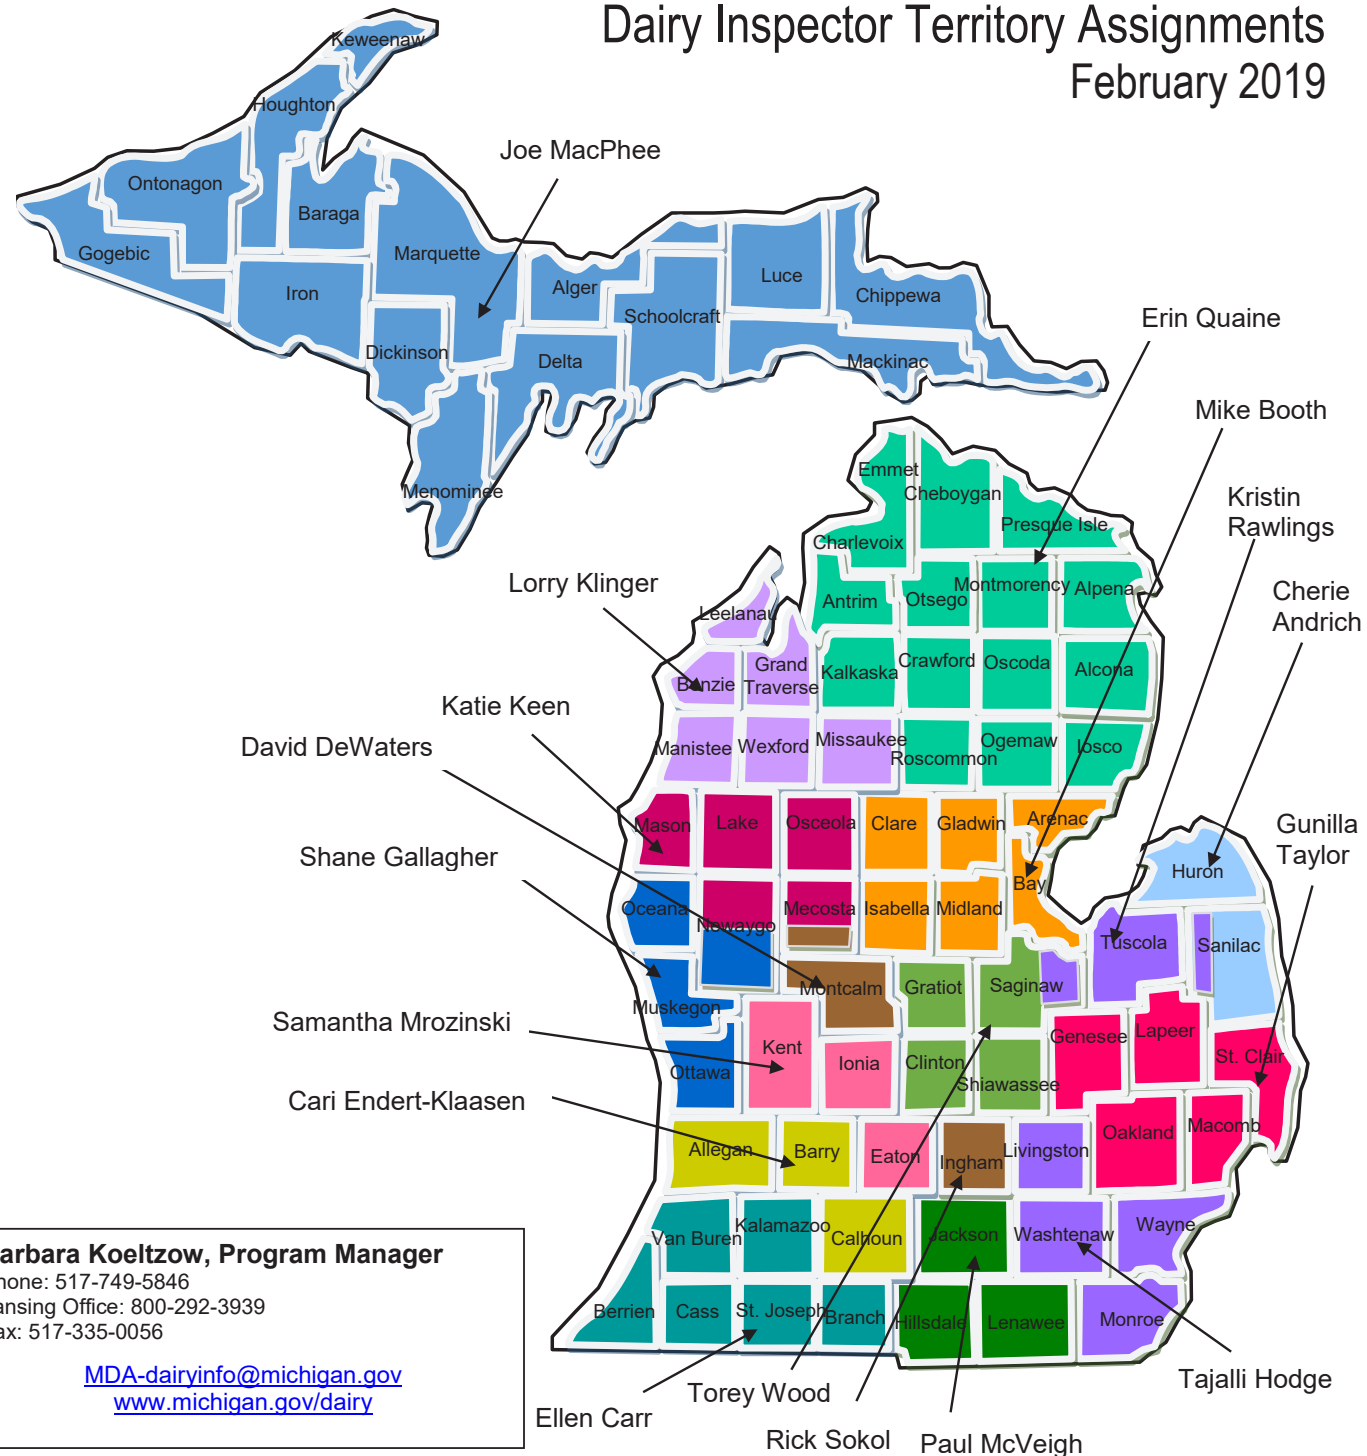 Dairy Inspector Territory Assignments
February 2019
Keweenaw
Houghton
Joe MacPhee
Ontonagon
Baraga
Gogebic
Marquette
Iron
Alger
Luce
Chippewa
Schoolcraft
Dickinson
Delta
Mackinac
Menominee
Erin Quaine
Mike Booth
Kristin
Rawlings
Cherie
Andrich
Gunilla
Taylor
Emmet
Cheboygan
Presque Isle
Charlevoix
Lorry Klinger
Leelanau
Antrim
Otsego
Montmorency
Alpena
Benzie
Grand
Traverse
Kalkaska
Crawford
Oscoda
Alcona
Katie Keen
David DeWaters
Manistee
Wexford
Missaukee
Roscommon
Ogemaw
Iosco
Mason
Lake
Osceola
Clare
Gladwin
Arenac
Shane Gallagher
Huron
Bay
Oceana
Newaygo
Mecosta
Isabella
Midland
Tuscola
Sanilac
Montcalm
Gratiot
Saginaw
Muskegon
Samantha Mrozinski
Kent
Ionia
Clinton
Shiawassee
Genesee
Lapeer
St. Clair
Ottawa
Cari Endert-Klaasen
Allegan
Barry
Eaton
Ingham
Livingston
Oakland
Macomb
Van Buren
Kalamazoo
Calhoun
Jackson
Washtenaw
Wayne
Berrien
Cass
St. Joseph
Branch
Hillsdale
Lenawee
Monroe
arbara Koeltzow, Program Manager
hone: 517-749-5846
ansing Office: 800-292-3939
ax: 517-335-0056
MDA-dairyinfo@michigan.gov
www.michigan.gov/dairy
Ellen Carr
Torey Wood
Rick Sokol
Paul McVeigh
Tajalli Hodge